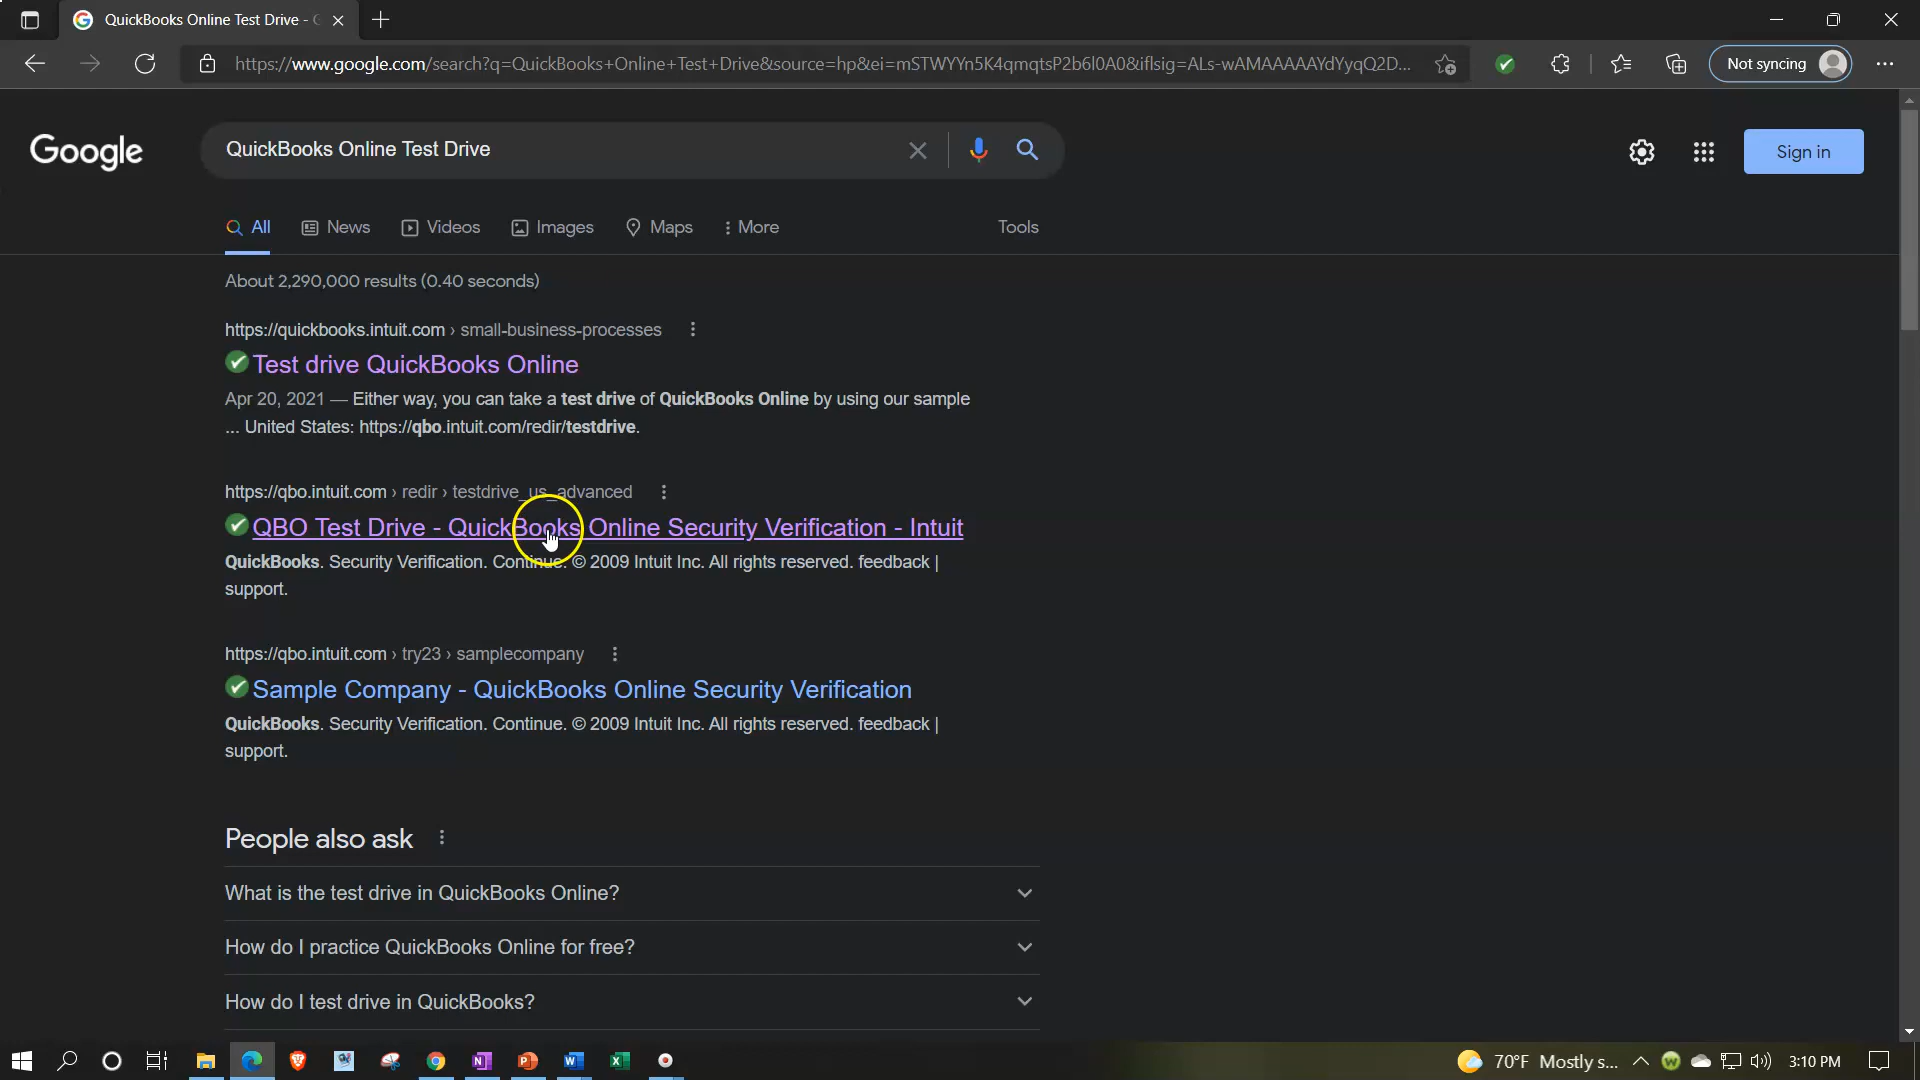 QuickBooks Online Test Drive - G
https://www.google.com/search?q=QuickBooks+Online+Test+Drive&source=hp&ei=mSTWYYn5K4qmqtsP2b6l0A0&iflsig=ALs-wAMAAAAAYdYyqQ2D...
Not syncing
Google
QuickBooks Online Test Drive
Sign in
All
News
Videos
Images
Maps
More
Tools
About 2,290,000 results (0.40 seconds)
https://quickbooks.intuit.com › small-business-processes
Test drive QuickBooks Online
Apr 20, 2021 — Either way, you can take a test drive of QuickBooks Online by using our sample
... United States: https://qbo.intuit.com/redir/testdrive.
https://qbo.intuit.com › redir › testdrive_us_advanced
QBO Test Drive - QuickBooks Online Security Verification - Intuit
QuickBooks. Security Verification. Continue. © 2009 Intuit Inc. All rights reserved. feedback |
support.
https://qbo.intuit.com › try23 › samplecompany
Sample Company - QuickBooks Online Security Verification
QuickBooks. Security Verification. Continue. © 2009 Intuit Inc. All rights reserved. feedback |
support.
People also ask
What is the test drive in QuickBooks Online?
How do I practice QuickBooks Online for free?
How do I test drive in QuickBooks?
70°F Mostly s...
3:10 PM